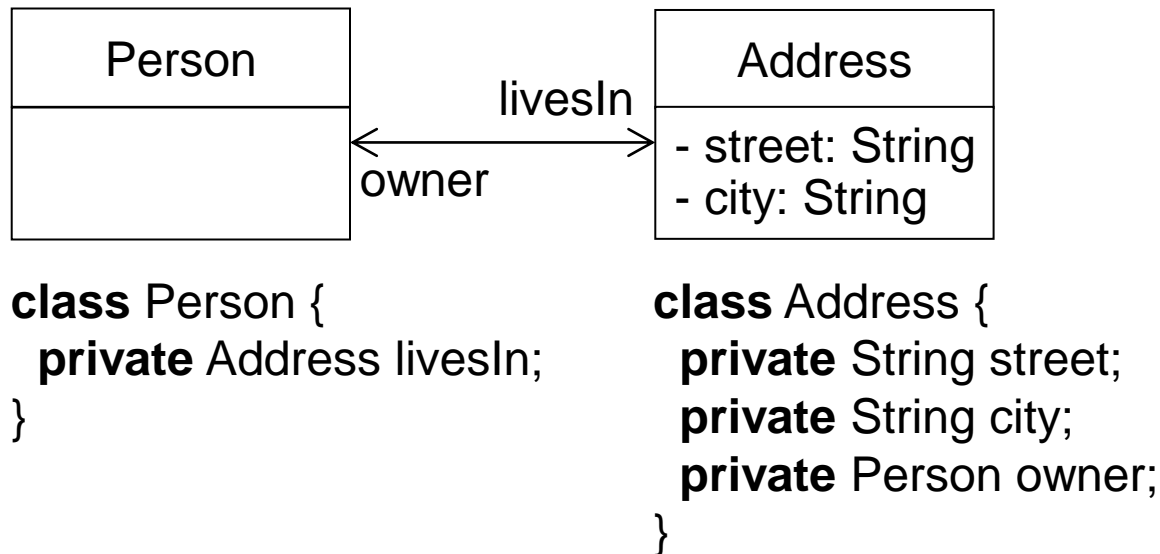 Person
livesIn
owner
Address
- street: String
- city: String
class Person {
private Address livesIn;
}
class Address {
private String street;
private String city;
private Person owner;
}